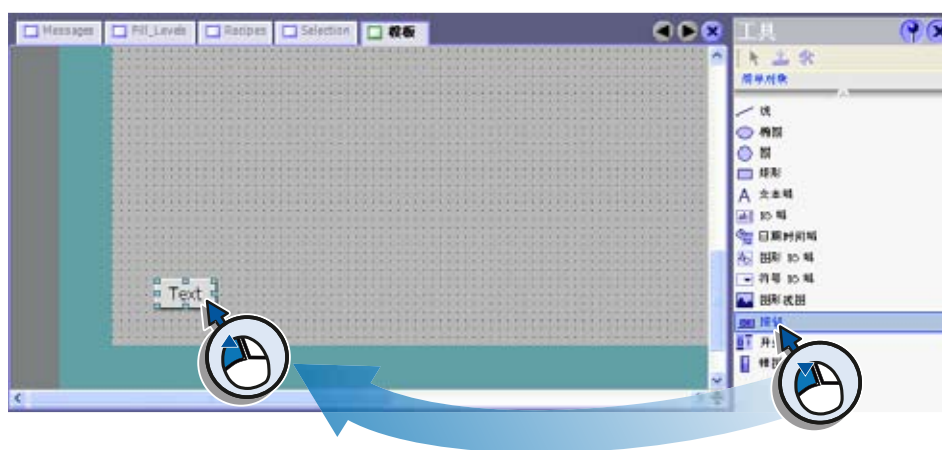 Messages
Fill_Levels
Recipes
Selection
模板
工具
简单对象
线
椭圆
圆
矩形
文本域
IO 域
日期时间域
图形 IO 域
符号 IO 域
图形视图
按钮
Text